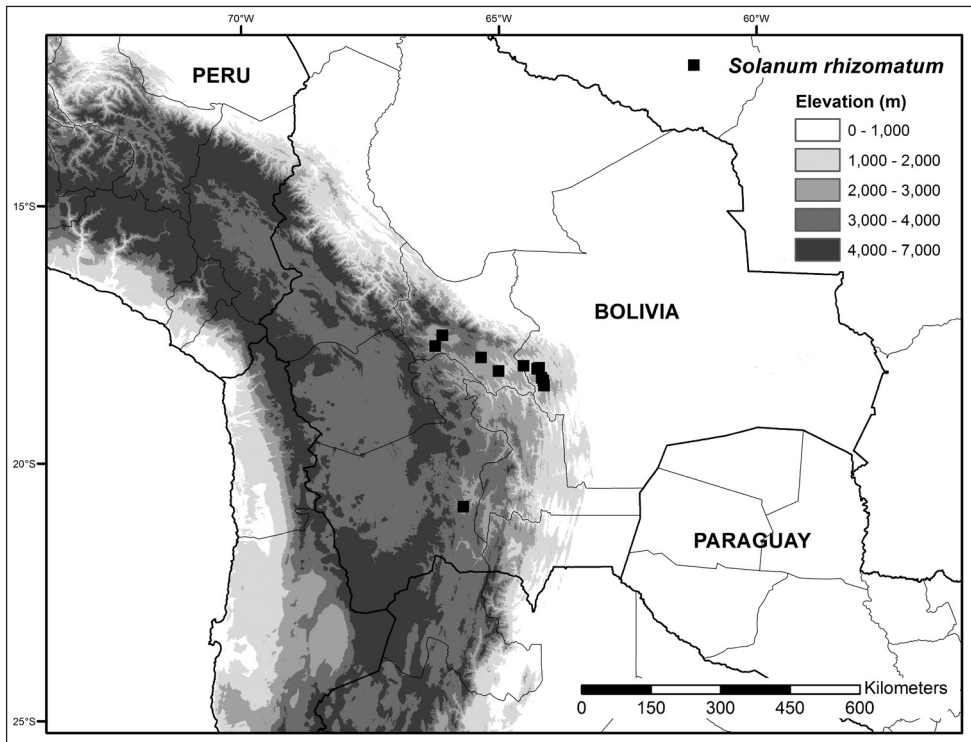 70°W 65°W 60°W
PERU
Solanum rhizomatum
Elevation (m)
0 - 1,000
1,000 - 2,000
2,000 - 3,000
3,000 - 4,000
4,000 - 7,000
15°S
BOLIVIA
20°S
PARAGUAY
Kilometers
0 150 300 450 600
25°S